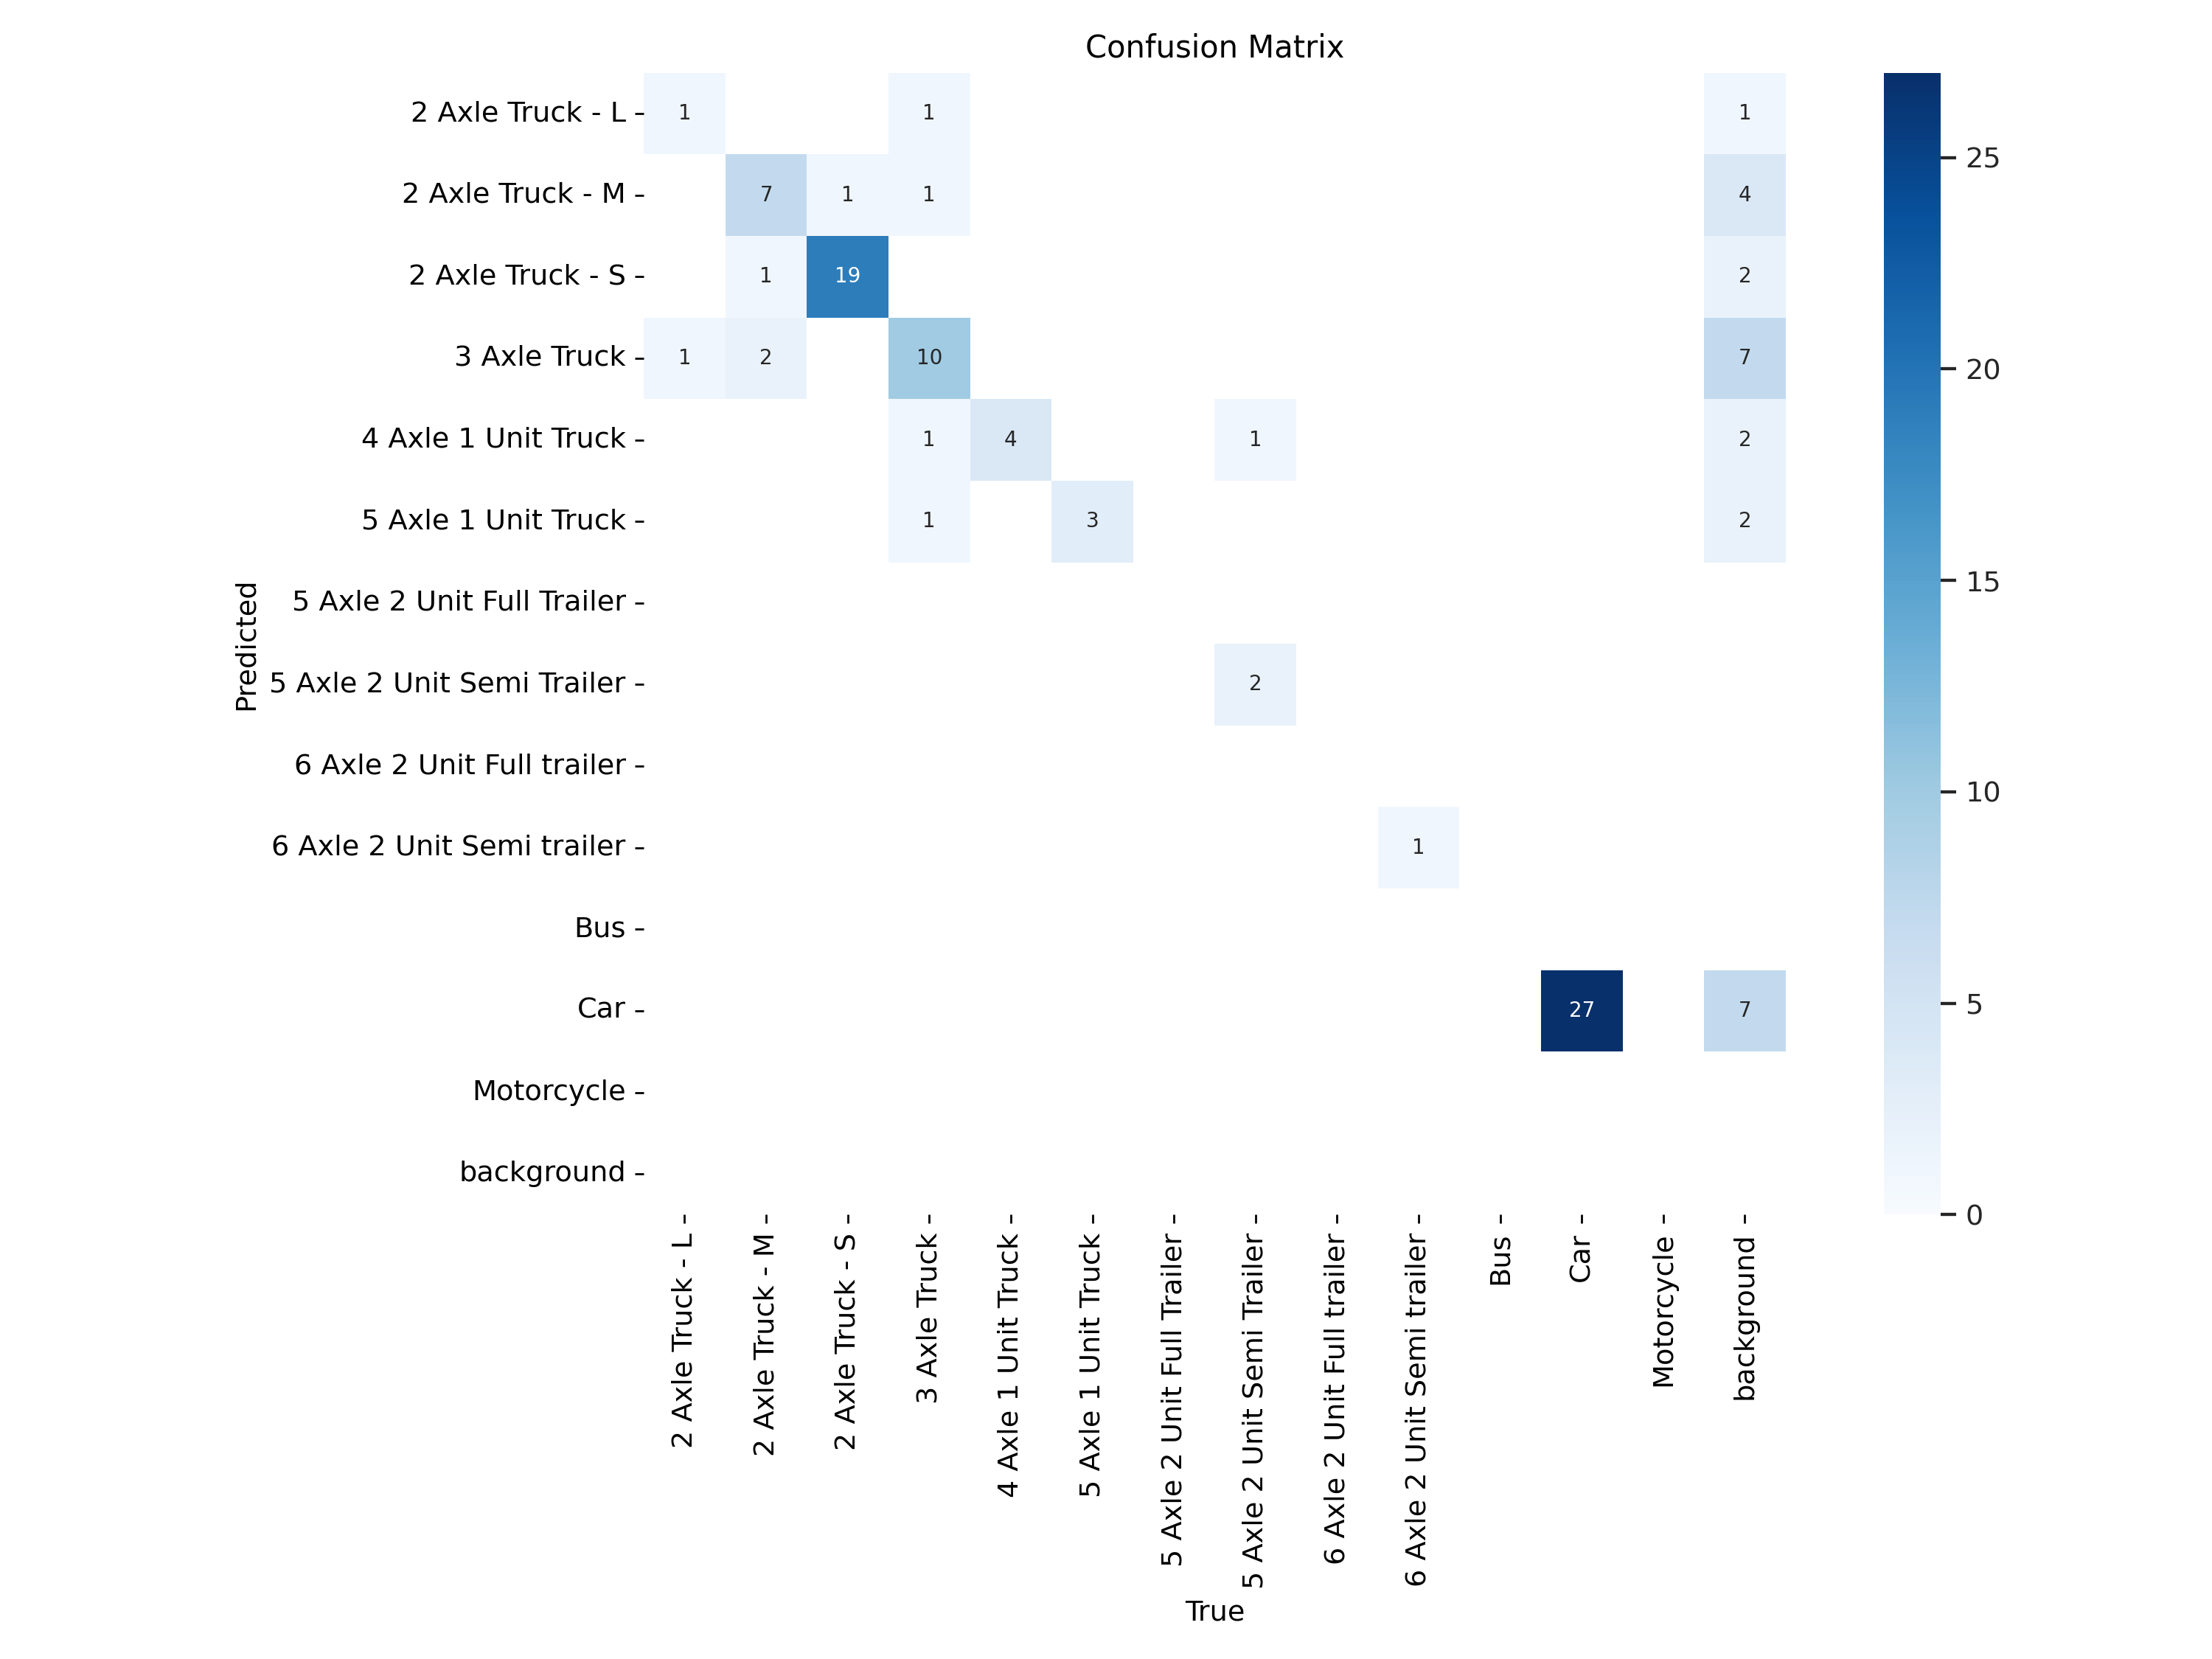 Confusion Matrix
2 Axle Truck - L
1
1
1
2 Axle Truck - M
7
1
1
4
2 Axle Truck - S
1
19
2
3 Axle Truck
1
2
10
7
4 Axle 1 Unit Truck
1
4
1
2
5 Axle 1 Unit Truck
1
3
2
5 Axle 2 Unit Full Trailer
5 Axle 2 Unit Semi Trailer
2
6 Axle 2 Unit Full trailer
6 Axle 2 Unit Semi trailer
1
Bus
Car
27
7
Motorcycle
background
Predicted
2 Axle Truck - L
2 Axle Truck - M
2 Axle Truck - S
3 Axle Truck
4 Axle 1 Unit Truck
5 Axle 1 Unit Truck
5 Axle 2 Unit Full Trailer
5 Axle 2 Unit Semi Trailer
6 Axle 2 Unit Full trailer
6 Axle 2 Unit Semi trailer
Bus
Car
Motorcycle
background
True
25
20
15
10
5
0